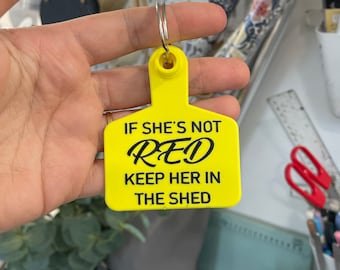 IF SHE'S NOT
RED
KEEP HER IN
THE SHED